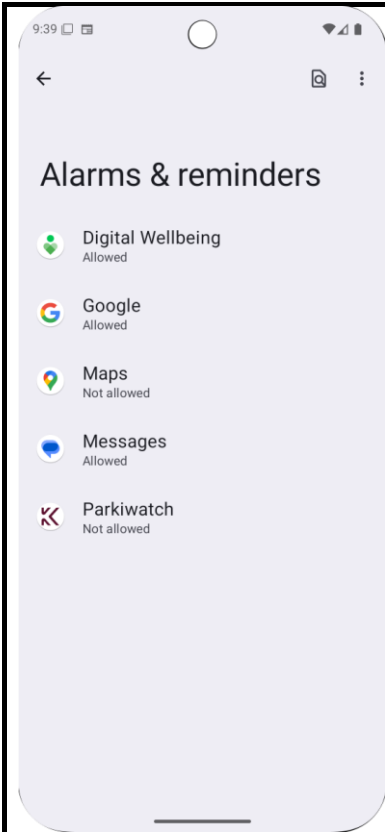 9:39
Alarms & reminders
Digital Wellbeing
Allowed
Google
Allowed
Maps
Not allowed
Messages
Allowed
Parkiwatch
Not allowed